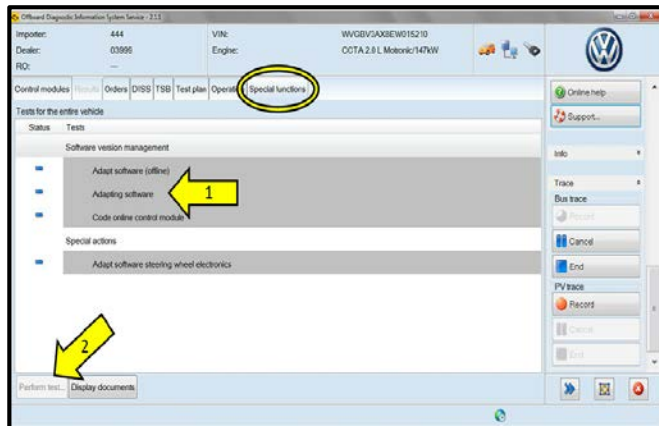 Offboard Diagnostic Information System Service - 2.1.1
Importer: 444 VIN: WVGBV3AX8EW015210
Dealer: 03999 Engine: CCTA 2.0 L Motronic/147kW
RO: ---
Control modules Results Orders DISS TSB Test plan Operation Special functions
Tests for the entire vehicle
Status Tests
Software version management
Adapt software (offline)
Adapting software
1
Code online control module
Special actions
Adapt software steering wheel electronics
2
Perform test... Display documents
Online help
Support...
Info
Trace
Bus trace
Record
Cancel
End
PV trace
Record
Cancel
End